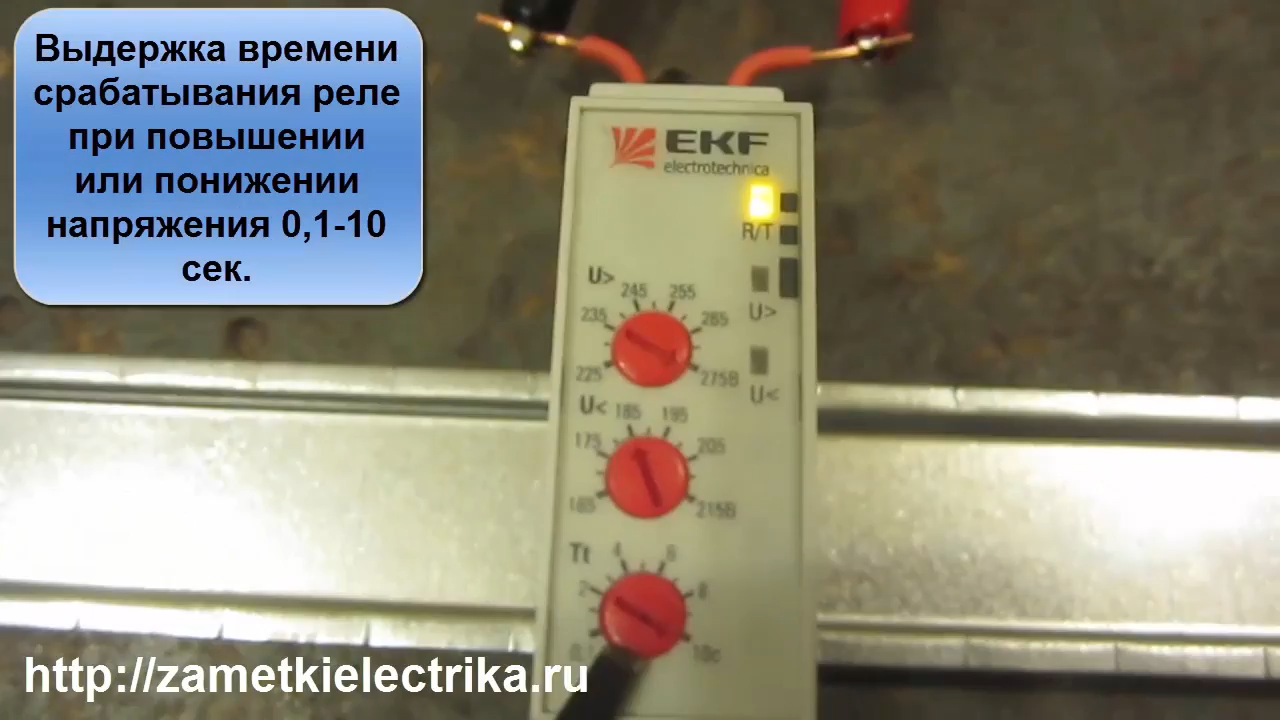 Выдержка времени
срабатывания реле
при повышении
или понижении
напряжения 0,1-10
сек.
EKF
electrotechnica
R/T
U>
245 255
235 265
225 275В
U>
U<
U<
185 195
175 205
165 215В
Tt
4 6
2 8
10с
http://zametkielectrika.ru